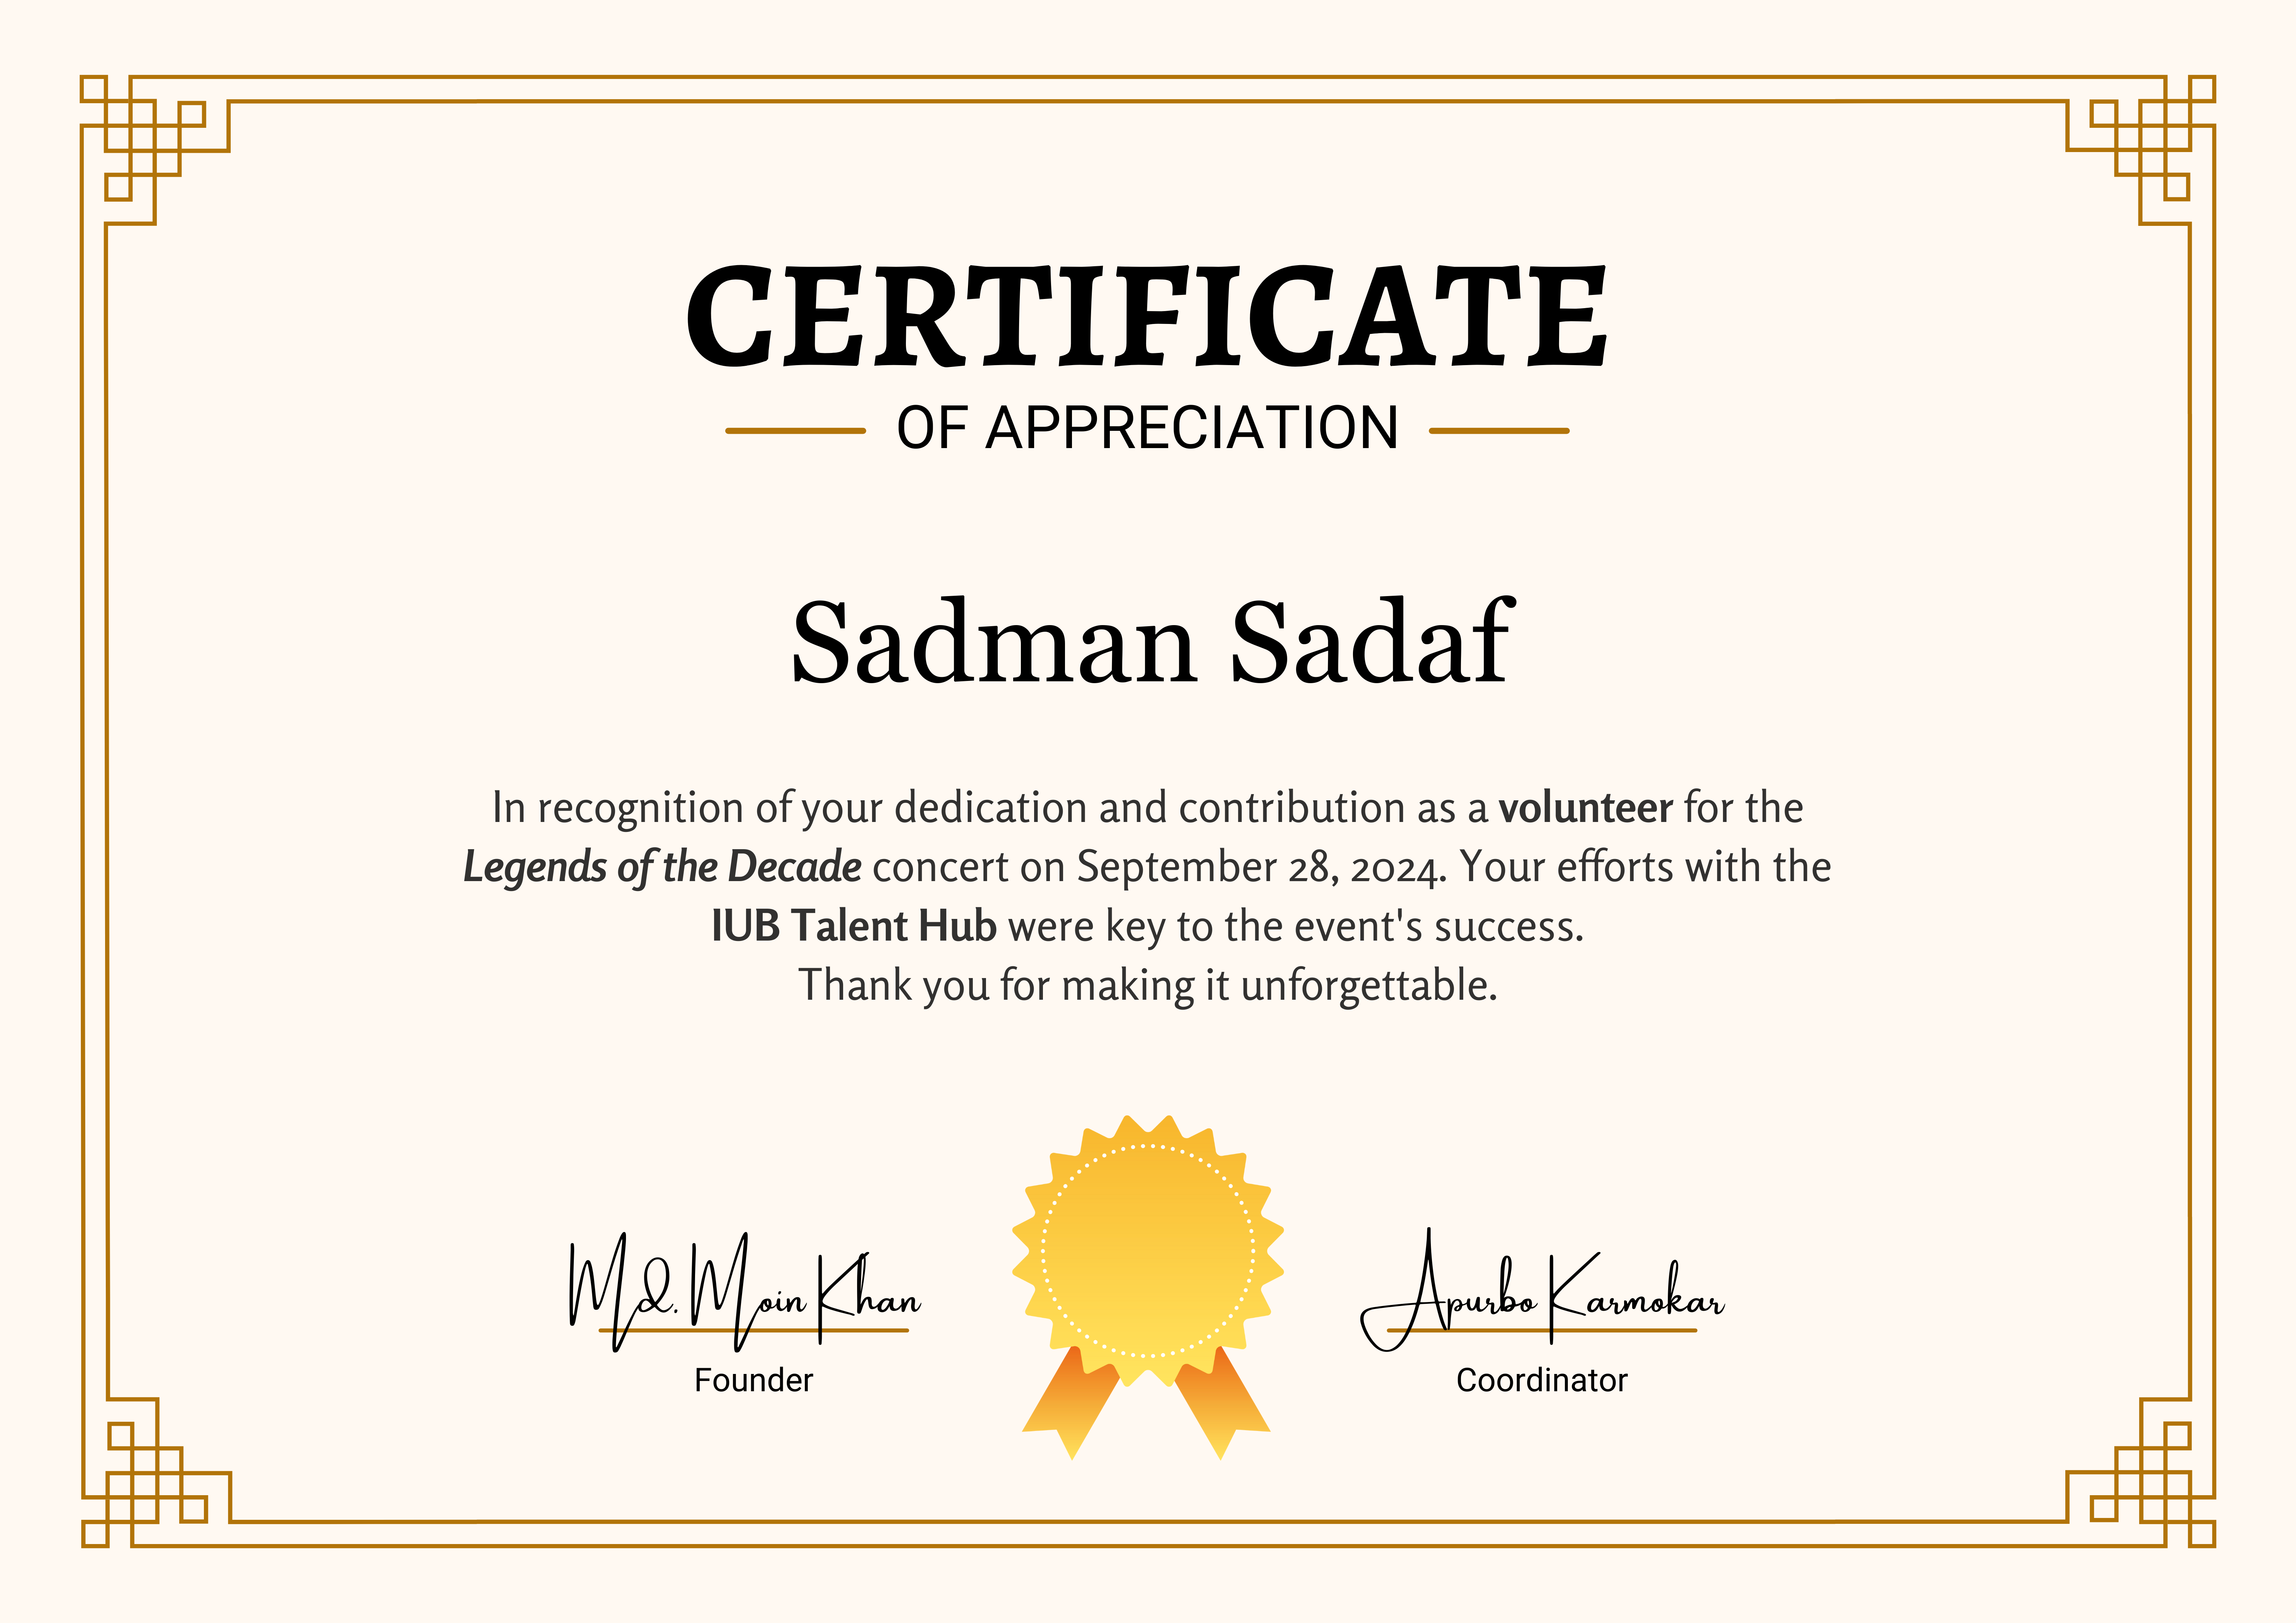 CERTIFICATE
OF APPRECIATION
Sadman Sadaf
In recognition of your dedication and contribution as a volunteer for the
Legends of the Decade concert on September 28, 2024. Your efforts with the
IUB Talent Hub were key to the event's success.
Thank you for making it unforgettable.
Md. Moin Khan
Founder
Apurbo Karmokar
Coordinator